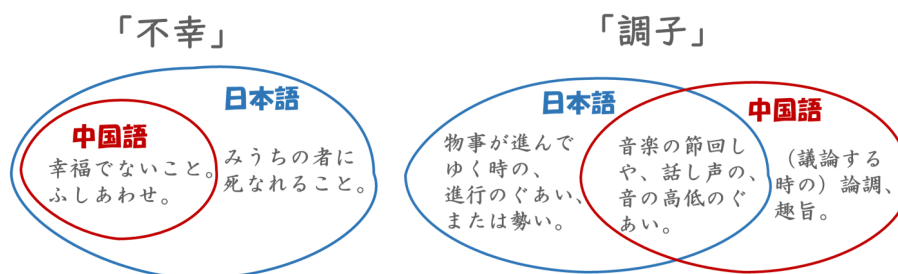 「不幸」
日本語
中国語
幸福でないこと。
ふしあわせ。
みうちの者に
死なれること。
「調子」
日本語
物事が進んで
ゆく時の、
進行のぐあい、
または勢い。
音楽の節回し
や、話し声の、
音の高低のぐ
あい。
中国語
（議論する
時の）論調、
趣旨。